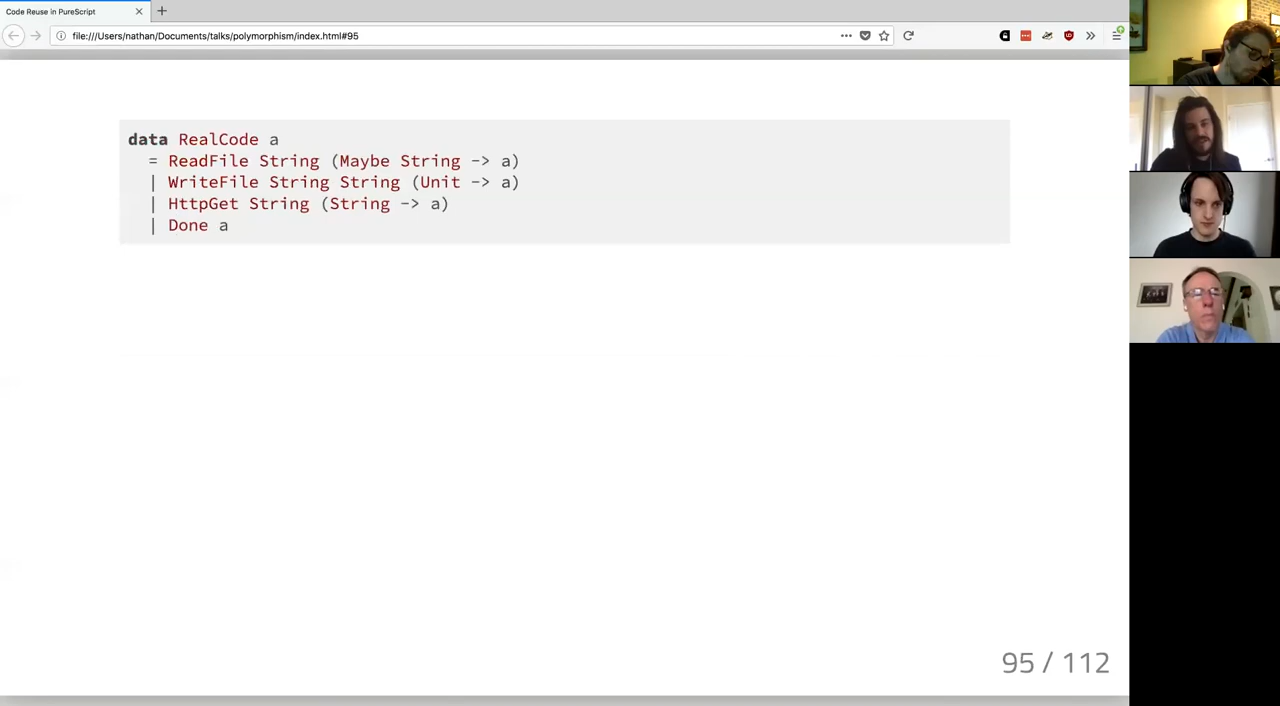 Code Reuse in PureScript
file:///Users/nathan/Documents/talks/polymorphism/index.html#95
data RealCode a
= ReadFile String (Maybe String -> a)
| WriteFile String String (Unit -> a)
| HttpGet String (String -> a)
| Done a
95 / 112